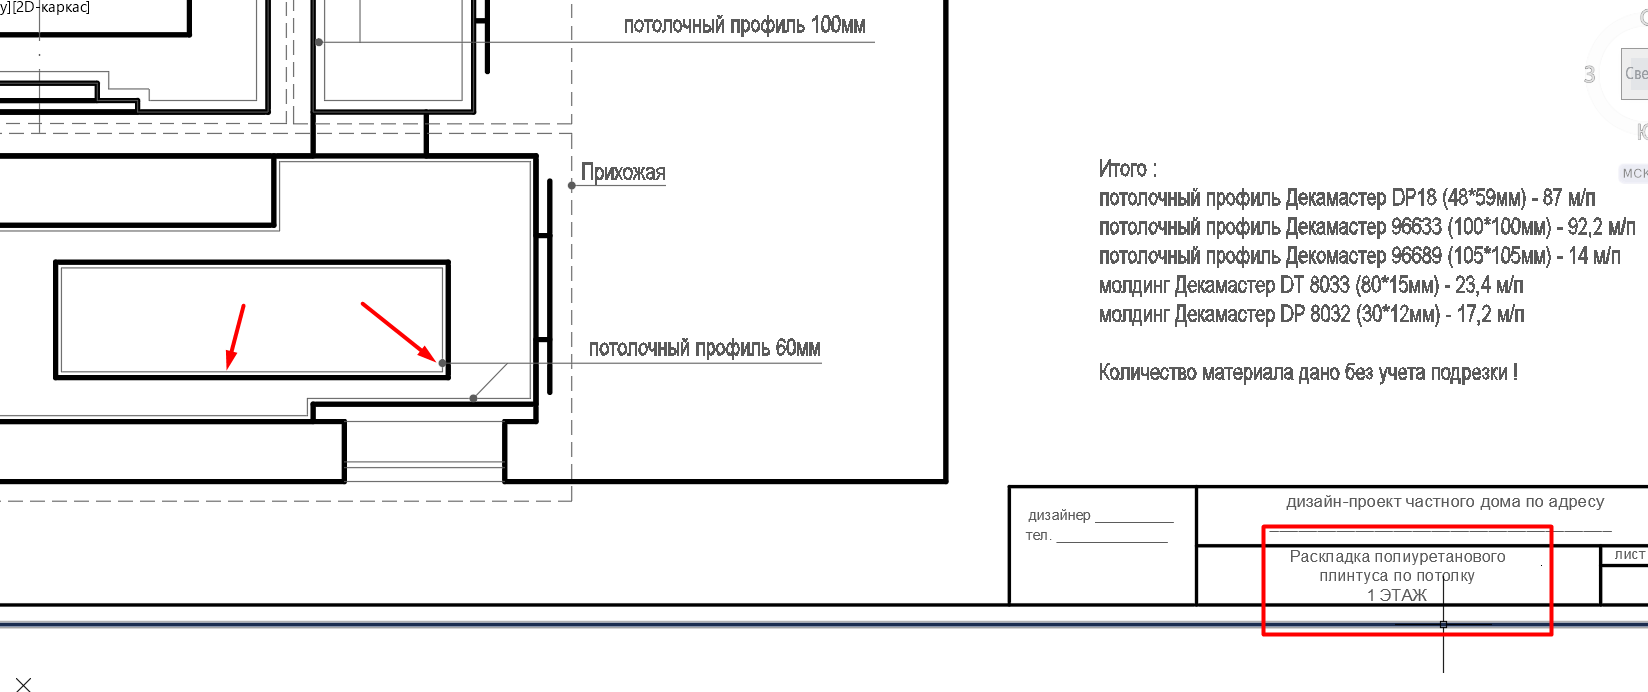 у][2D-каркас]
потолочный профиль 100мм
З
Све
МСК
Прихожая
Итого :
потолочный профиль Декамастер DP18 (48*59мм) - 87 м/п
потолочный профиль Декамастер 96633 (100*100мм) - 92,2 м/п
потолочный профиль Декомастер 96689 (105*105мм) - 14 м/п
молдинг Декамастер DT 8033 (80*15мм) - 23,4 м/п
молдинг Декамастер DP 8032 (30*12мм) - 17,2 м/п
потолочный профиль 60мм
Количество материала дано без учета подрезки !
дизайнер __________
тел. ______________
дизайн-проект частного дома по адресу
Раскладка полиуретанового
плинтуса по потолку
1 ЭТАЖ
лист